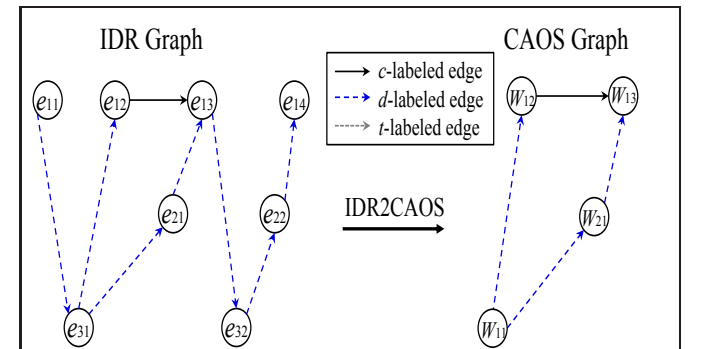 IDR Graph
CAOS Graph
c-labeled edge
d-labeled edge
t-labeled edge
e11 e12 e13 e14
w12 w13
e21 e22
IDR2CAOS
w21
e31 e32
w11